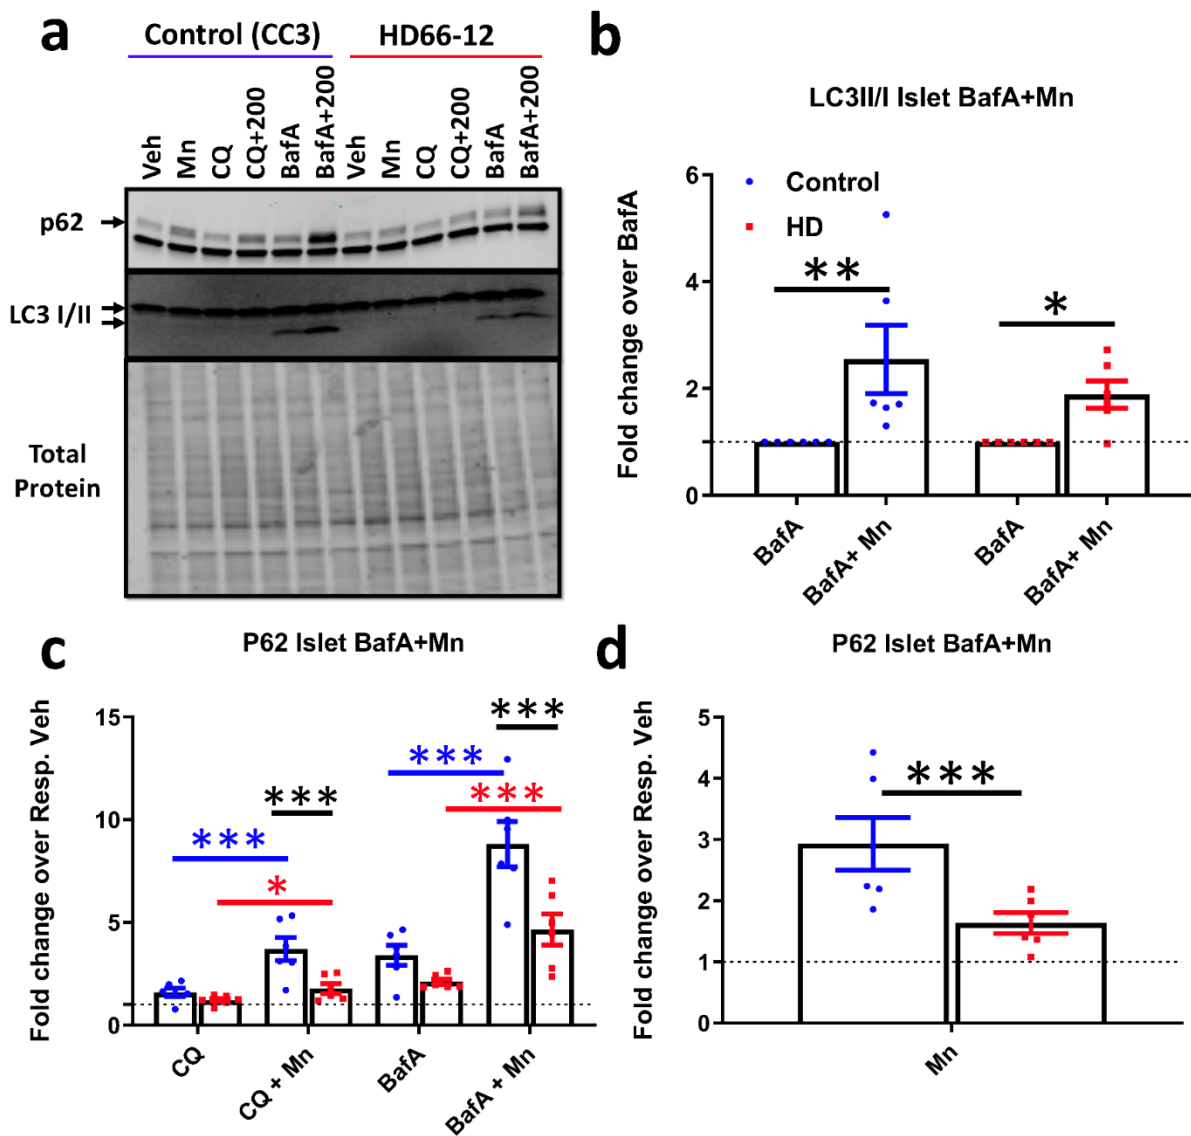 a
Control (CC3) HD66-12
Veh Mn CQ CQ+200 BafA BafA+200 Veh Mn CQ CQ+200 BafA BafA+200
p62
LC3 I/II
Total
Protein
b
LC3II/I Islet BafA+Mn
Fold change over BafA
6
4
2
0
Control
HD
**
*
BafA BafA+ Mn BafA BafA+ Mn
c
P62 Islet BafA+Mn
Fold change over Resp. Veh
15
10
5
0
***
***
***
***
***
*
CQ CQ + Mn BafA BafA + Mn
d
P62 Islet BafA+Mn
Fold change over Resp. Veh
5
4
3
2
1
0
***
Mn